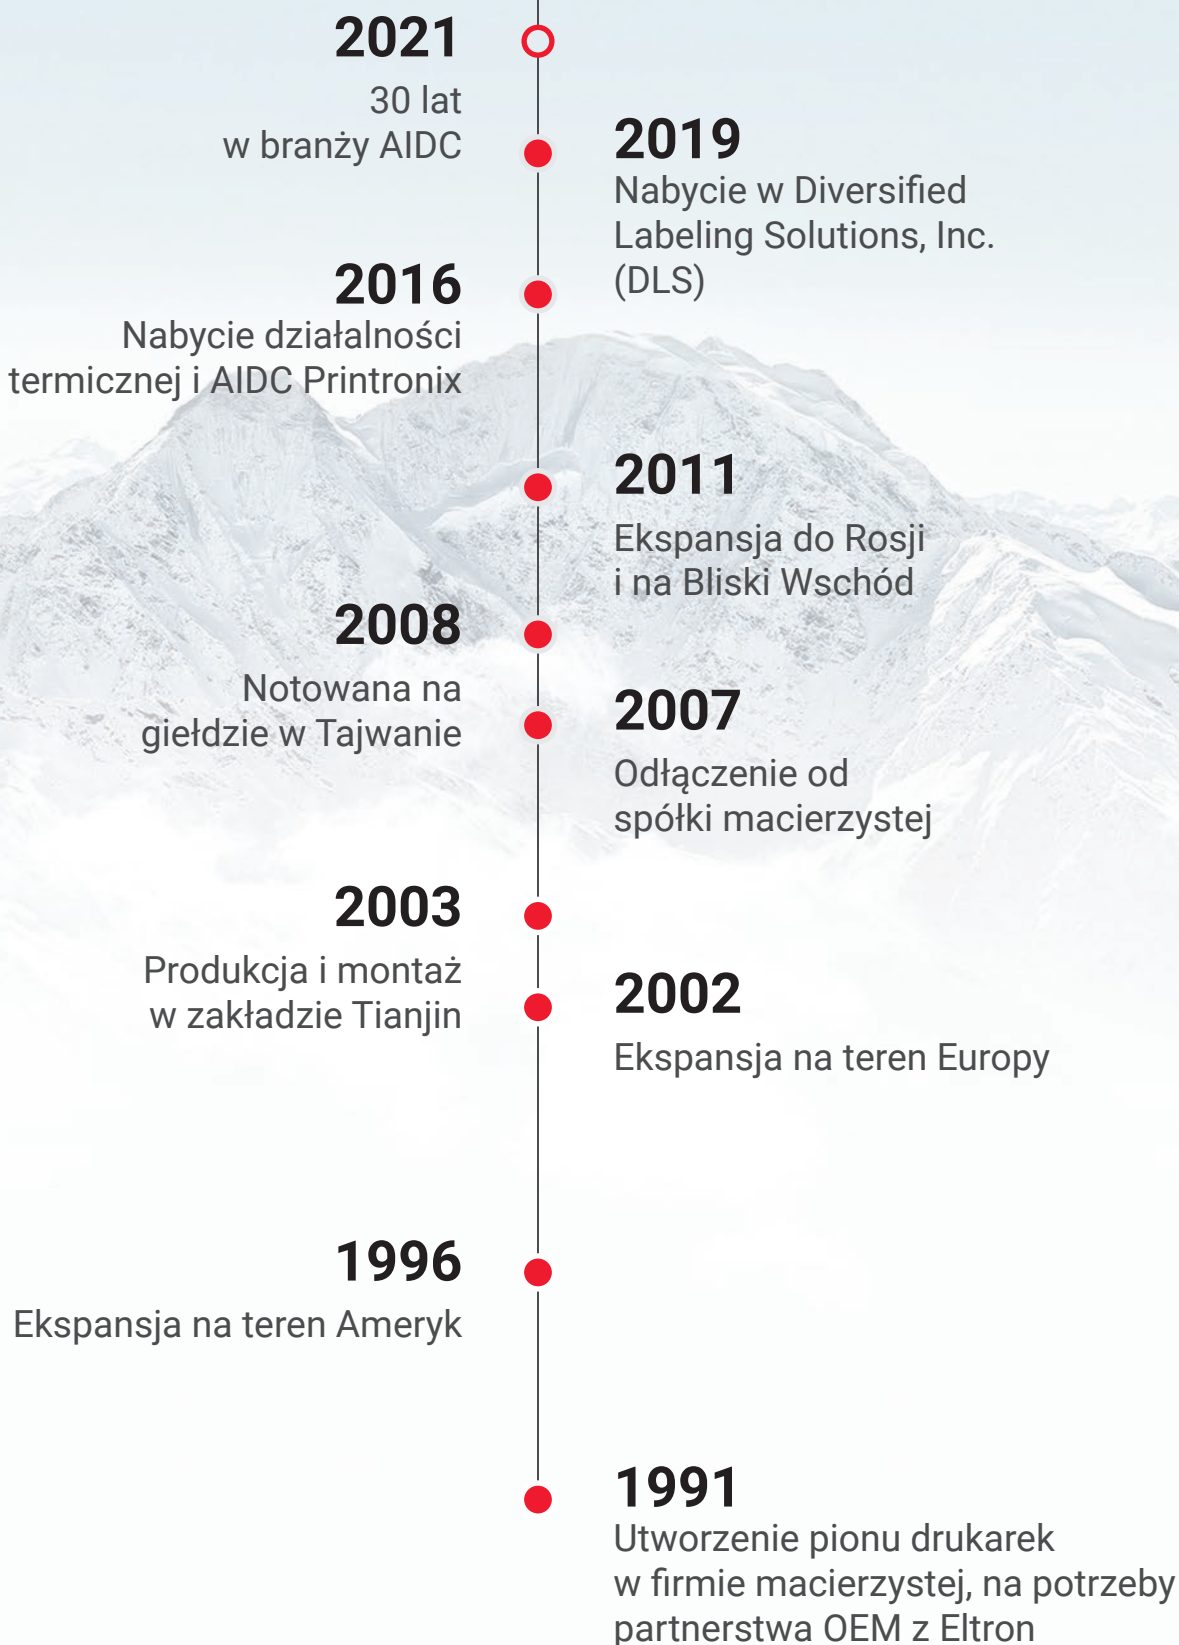 2021
30 lat
w branży AIDC
2019
Nabycie w Diversified
Labeling Solutions, Inc.
(DLS)
2016
Nabycie działalności
termicznej i AIDC Printronix
2011
Ekspansja do Rosji
i na Bliski Wschód
2008
Notowana na
giełdzie w Tajwanie
2007
Odłączenie od
spółki macierzystej
2003
Produkcja i montaż
w zakładzie Tianjin
2002
Ekspansja na teren Europy
1996
Ekspansja na teren Ameryk
1991
Utworzenie pionu drukarek
w firmie macierzystej, na potrzeby
partnerstwa OEM z Eltron